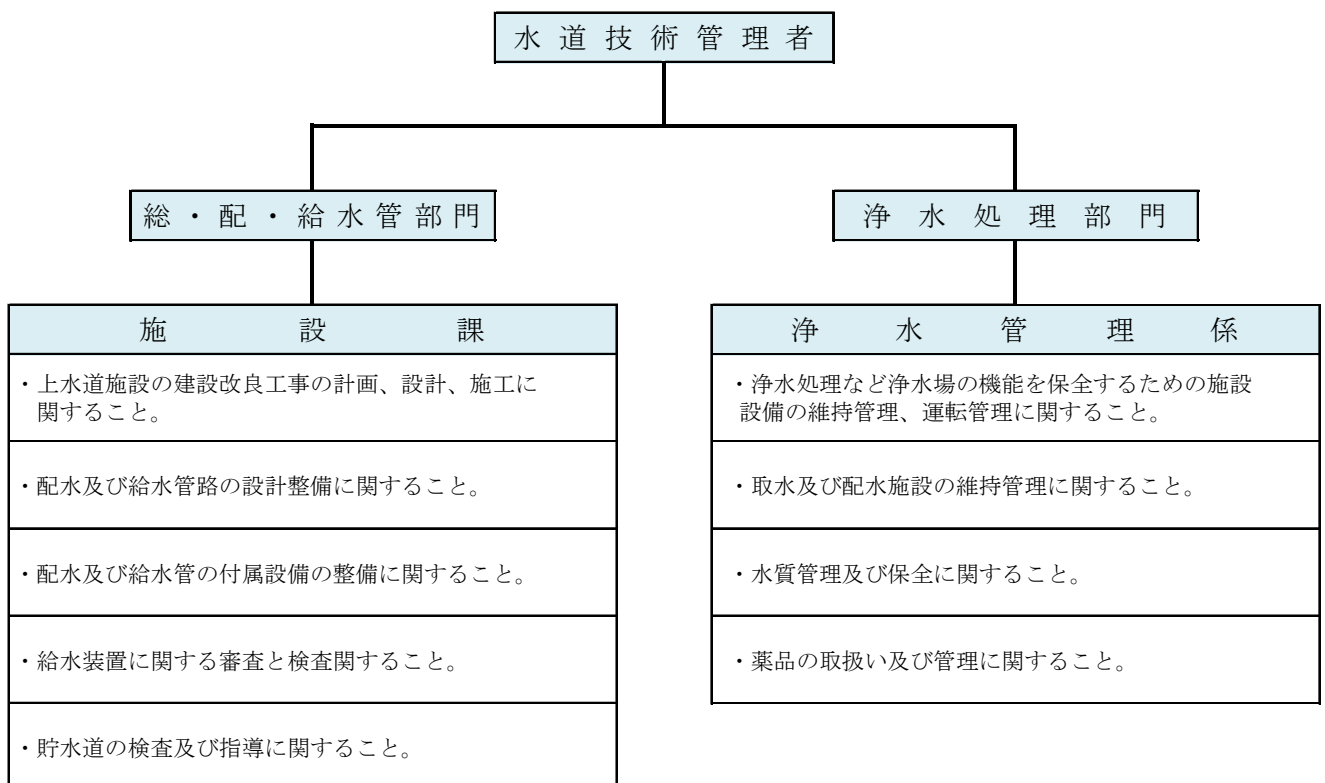 水道技術管理者
総・配・給水管部門
浄水処理部門
施設課
・上水道施設の建設改良工事の計画、設計、施工に
関すること。
・配水及び給水管路の設計整備に関すること。
・配水及び給水管の付属設備の整備に関すること。
・給水装置に関する審査と検査関すること。
・貯水道の検査及び指導に関すること。
浄水管理係
・浄水処理など浄水場の機能を保全するための施設
設備の維持管理、運転管理に関すること。
・取水及び配水施設の維持管理に関すること。
・水質管理及び保全に関すること。
・薬品の取扱い及び管理に関すること。